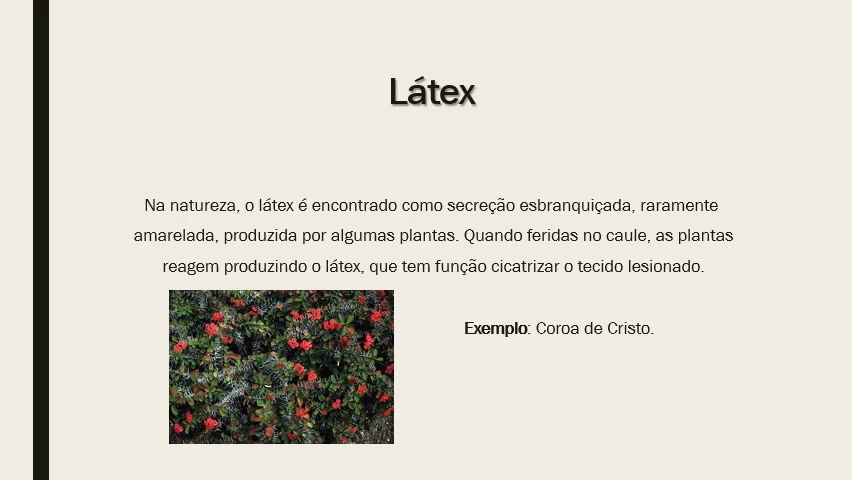 Látex
Na natureza, o látex é encontrado como secreção esbranquiçada, raramente
amarelada, produzida por algumas plantas. Quando feridas no caule, as plantas
reagem produzindo o látex, que tem função cicatrizar o tecido lesionado.
Exemplo: Coroa de Cristo.